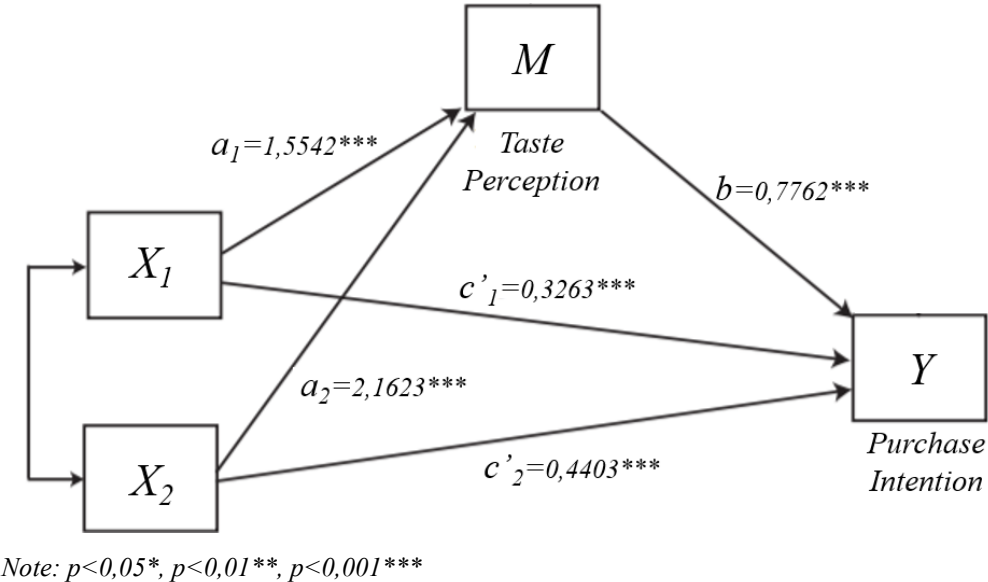 M
a1=1,5542***
Taste
Perception
b=0,7762***
X1
c’1=0,3263***
Y
a2=2,1623***
Purchase
Intention
X2
c’2=0,4403***
Note: p<0,05*, p<0,01**, p<0,001***